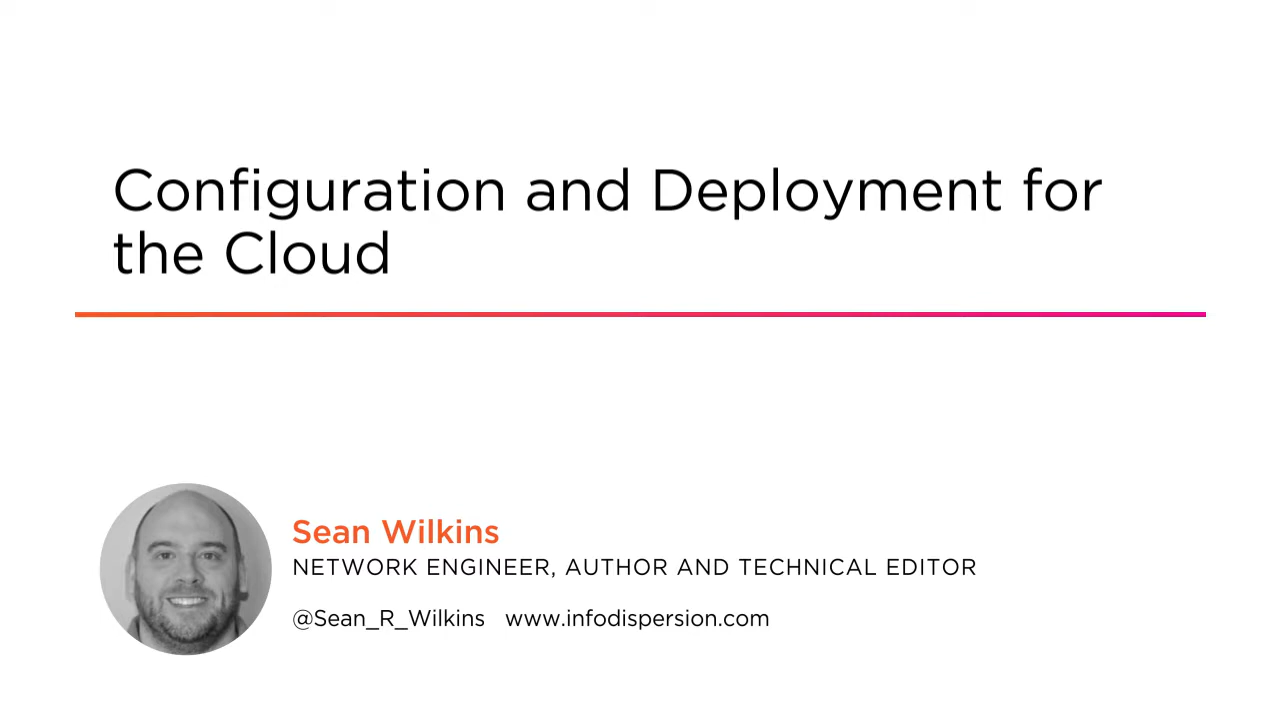 Configuration and Deployment for
the Cloud
Sean Wilkins
NETWORK ENGINEER, AUTHOR AND TECHNICAL EDITOR
@Sean_R_Wilkins www.infodispersion.com